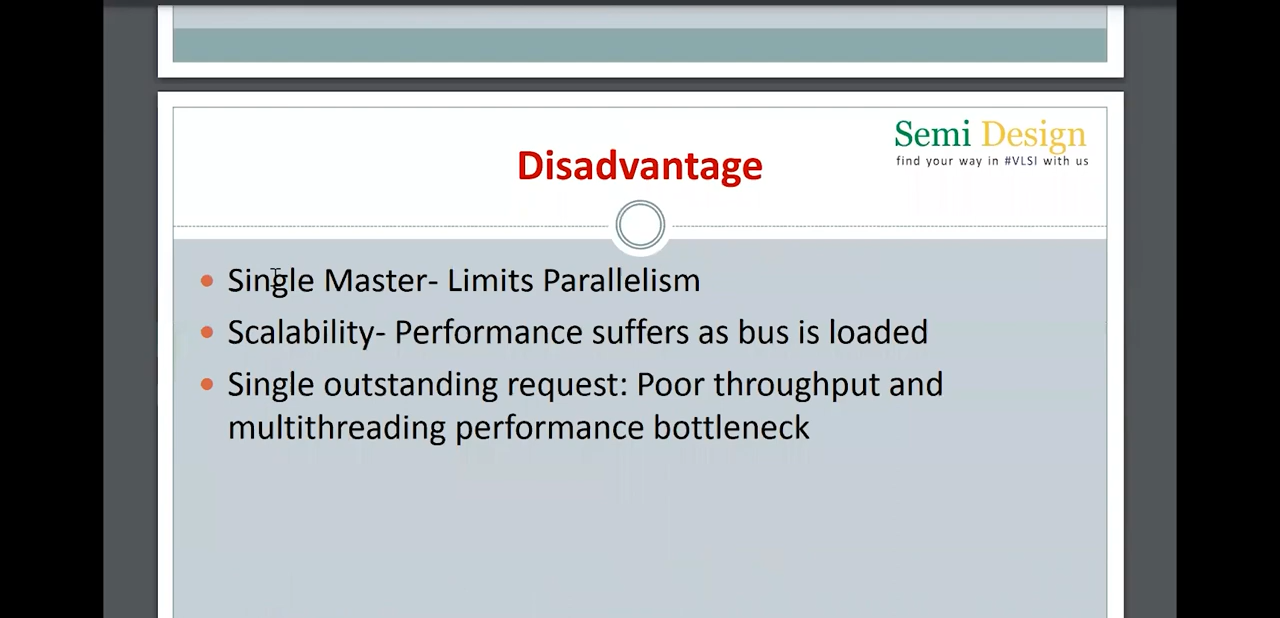 Semi Design
find your way in #VLSI with us
Disadvantage
Single Master- Limits Parallelism
Scalability- Performance suffers as bus is loaded
Single outstanding request: Poor throughput and
multithreading performance bottleneck